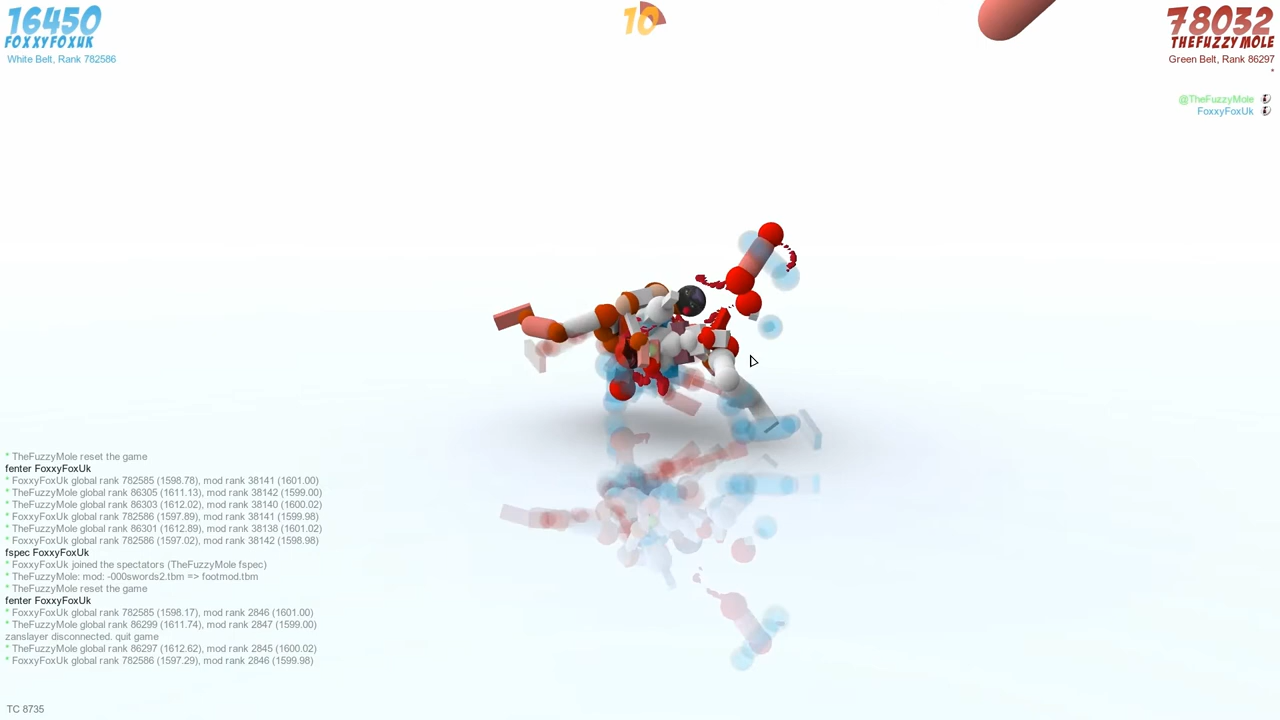 16450
FOXXYFOXUK
White Belt, Rank 782586
10
78032
THEFUZZYMOLE
Green Belt, Rank 86297
@TheFuzzyMole
FoxxyFoxUk
* TheFuzzyMole reset the game
fenter FoxxyFoxUk
* FoxxyFoxUk global rank 782585 (1598.78), mod rank 38141 (1601.00)
* TheFuzzyMole global rank 86305 (1611.13), mod rank 38142 (1599.00)
* TheFuzzyMole global rank 86303 (1612.02), mod rank 38140 (1600.02)
* FoxxyFoxUk global rank 782586 (1597.89), mod rank 38141 (1599.98)
* TheFuzzyMole global rank 86301 (1612.89), mod rank 38138 (1601.02)
* FoxxyFoxUk global rank 782586 (1597.02), mod rank 38142 (1598.98)
fspec FoxxyFoxUk
* FoxxyFoxUk joined the spectators (TheFuzzyMole fspec)
* TheFuzzyMole: mod: -000swords2.tbm => footmod.tbm
* TheFuzzyMole reset the game
fenter FoxxyFoxUk
* FoxxyFoxUk global rank 782585 (1598.17), mod rank 2846 (1601.00)
* TheFuzzyMole global rank 86299 (1611.74), mod rank 2847 (1599.00)
zanslayer disconnected. quit game
* TheFuzzyMole global rank 86297 (1612.62), mod rank 2845 (1600.02)
* FoxxyFoxUk global rank 782586 (1597.29), mod rank 2846 (1599.98)
TC 8735